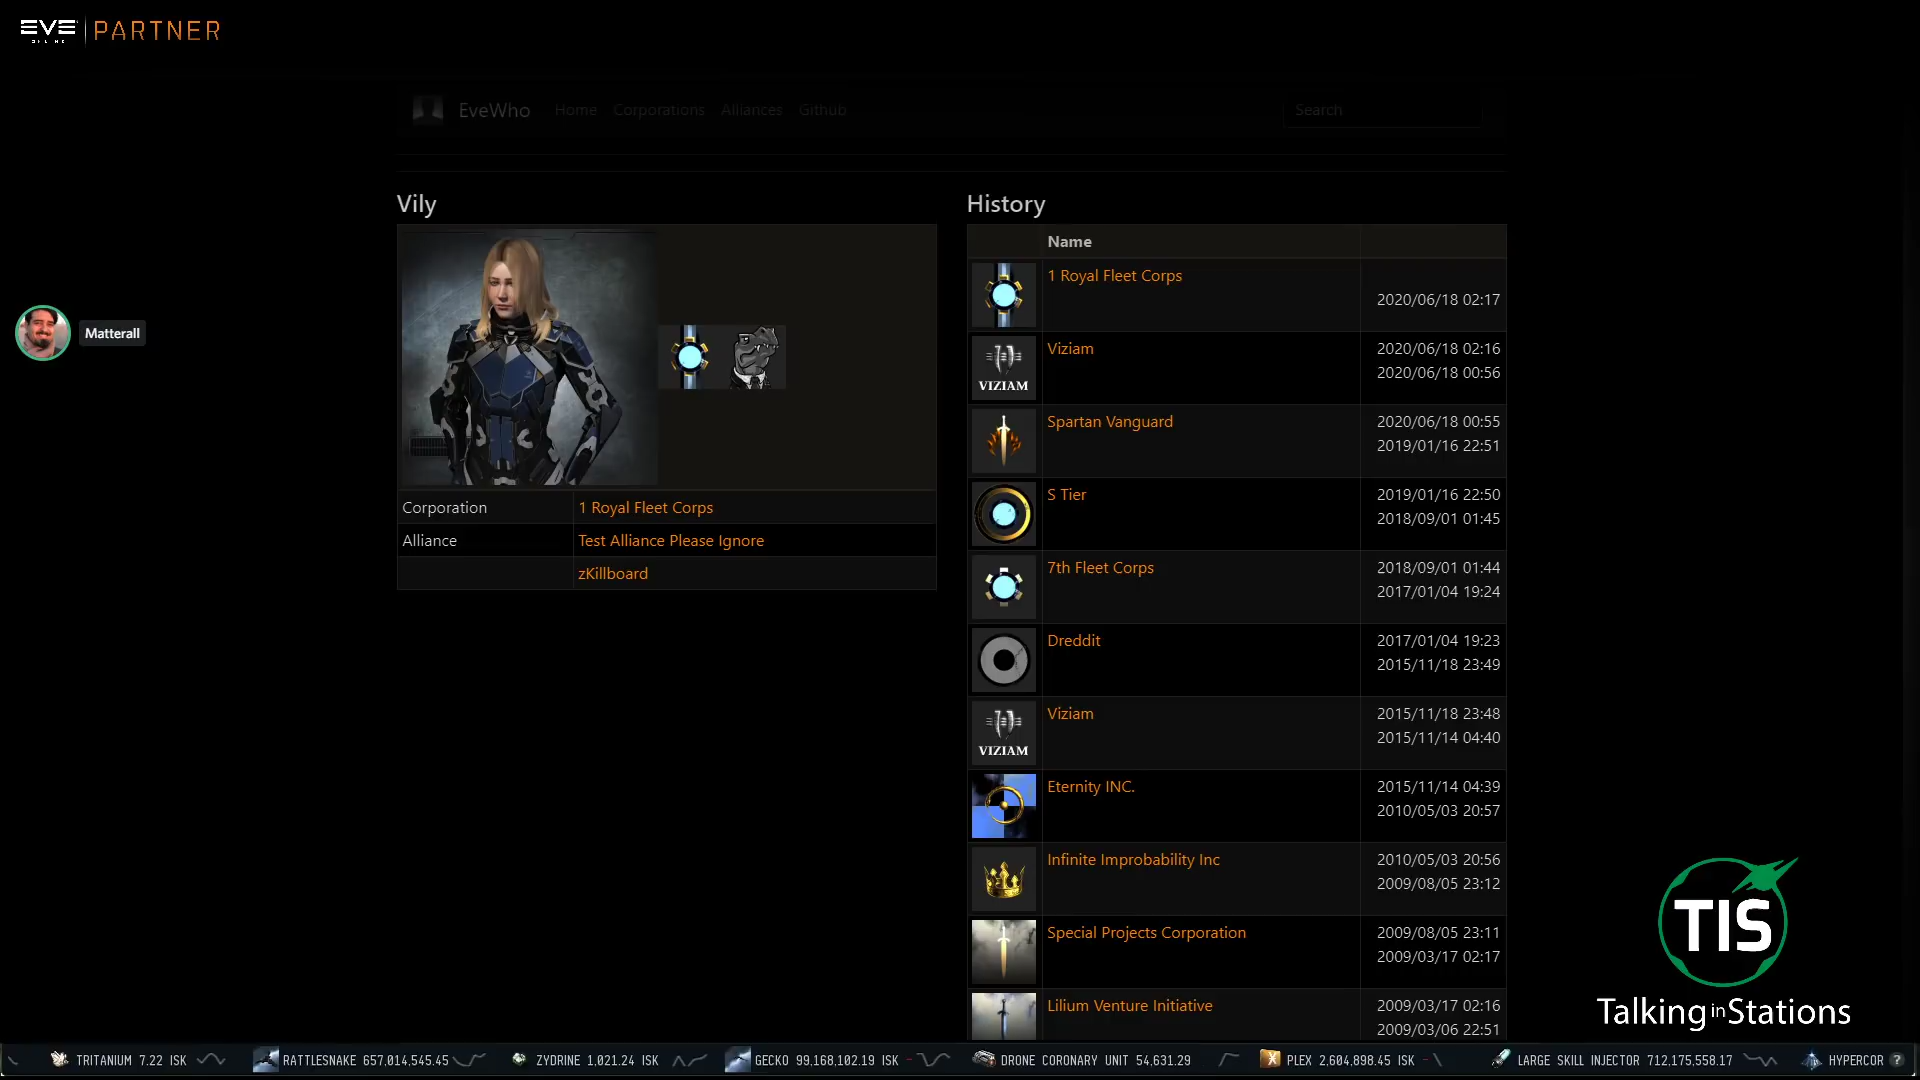 EVE
ONLINE
PARTNER
EveWho
Home
Corporations
Alliances
Github
Search
Vily
Corporation
1 Royal Fleet Corps
Alliance
Test Alliance Please Ignore
zKillboard
Matterall
History
Name
1 Royal Fleet Corps
2020/06/18 02:17
VIZIAM
Viziam
2020/06/18 02:16
2020/06/18 00:56
Spartan Vanguard
2020/06/18 00:55
2019/01/16 22:51
S Tier
2019/01/16 22:50
2018/09/01 01:45
7th Fleet Corps
2018/09/01 01:44
2017/01/04 19:24
Dreddit
2017/01/04 19:23
2015/11/18 23:49
VIZIAM
Viziam
2015/11/18 23:48
2015/11/14 04:40
Eternity INC.
2015/11/14 04:39
2010/05/03 20:57
Infinite Improbability Inc
2010/05/03 20:56
2009/08/05 23:12
Special Projects Corporation
2009/08/05 23:11
2009/03/17 02:17
Lilium Venture Initiative
2009/03/17 02:16
2009/03/06 22:51
TIS
Talking in Stations
TRITANIUM 7.22 ISK
RATTLESNAKE 657,014,545.45
ZYDRINE 1,021.24 ISK
GECKO 99,168,102.19 ISK
DRONE CORONARY UNIT 54,631.29
PLEX 2,604,898.45 ISK
LARGE SKILL INJECTOR 712,175,558.17
HYPERCOR ?